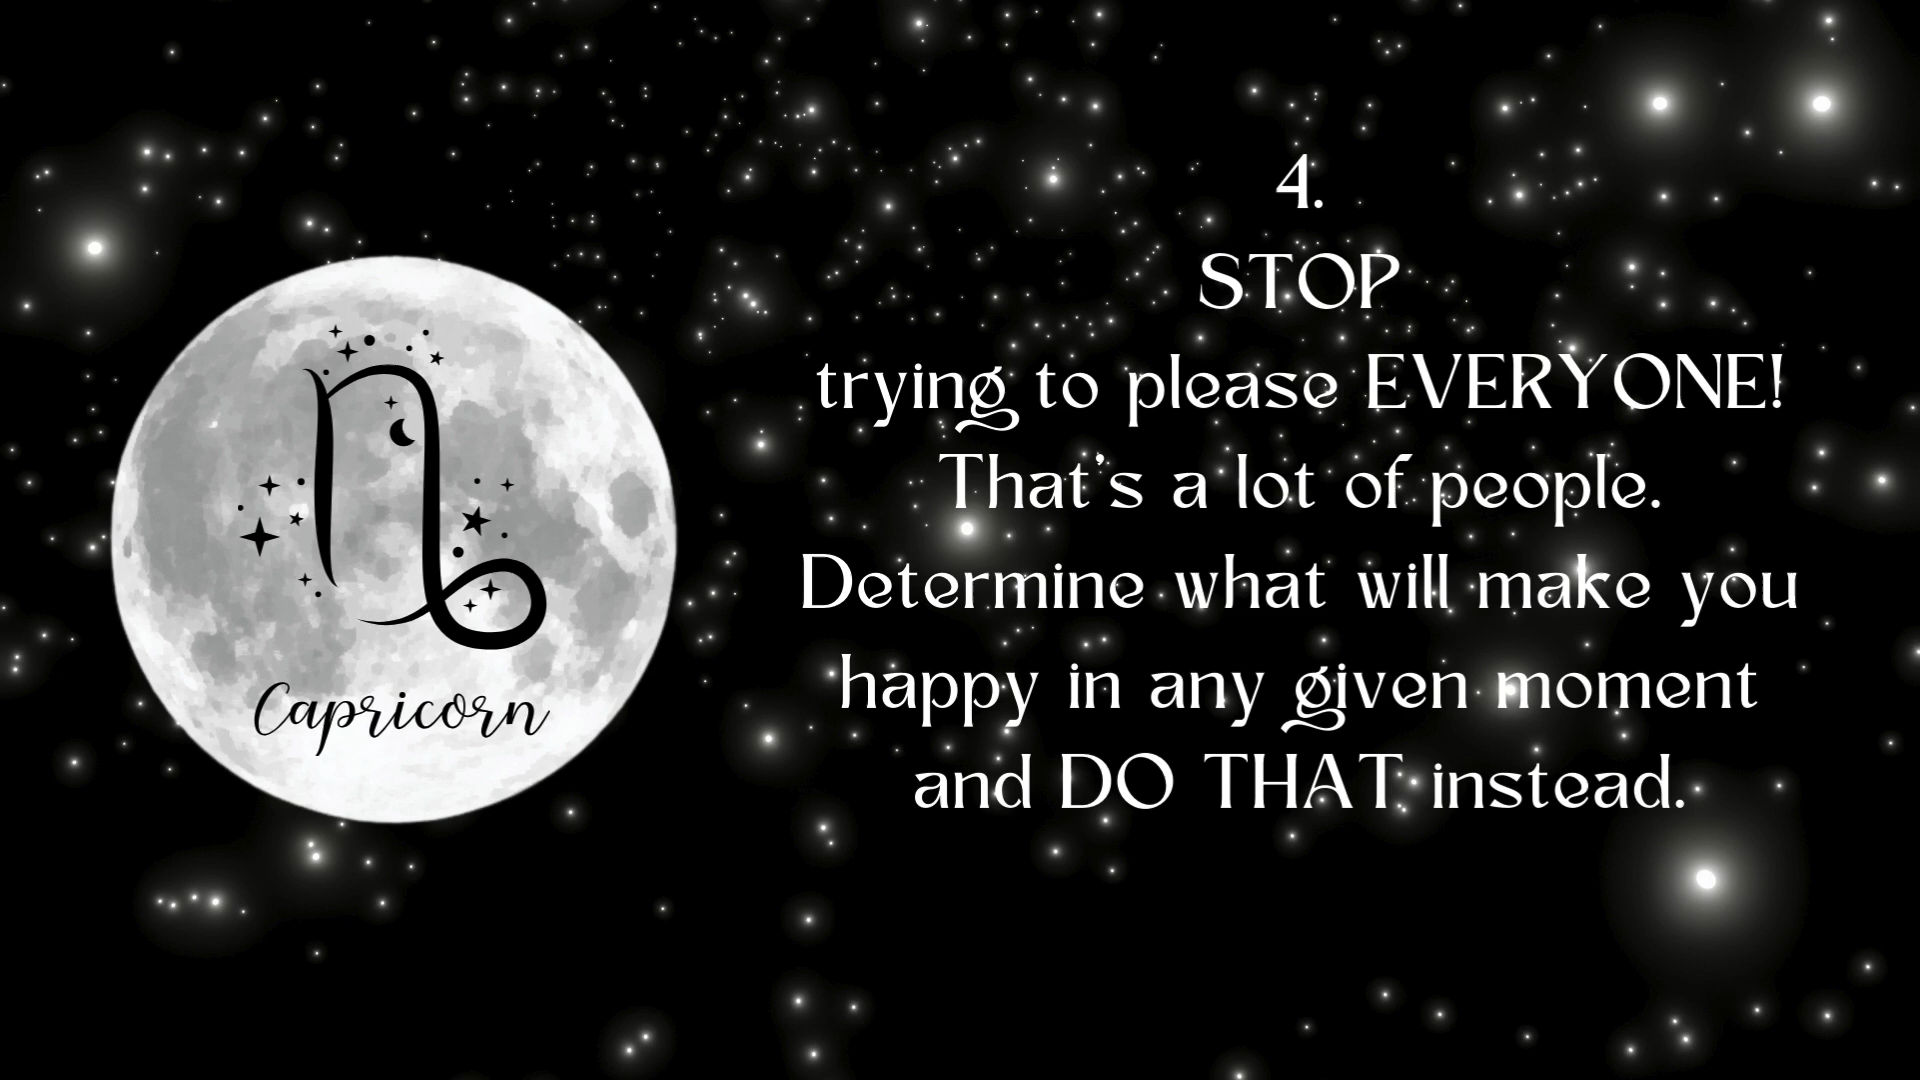 Capricorn
4.
STOP
trying to please EVERYONE!
That's a lot of people.
Determine what will make you
happy in any given moment
and DO THAT instead.